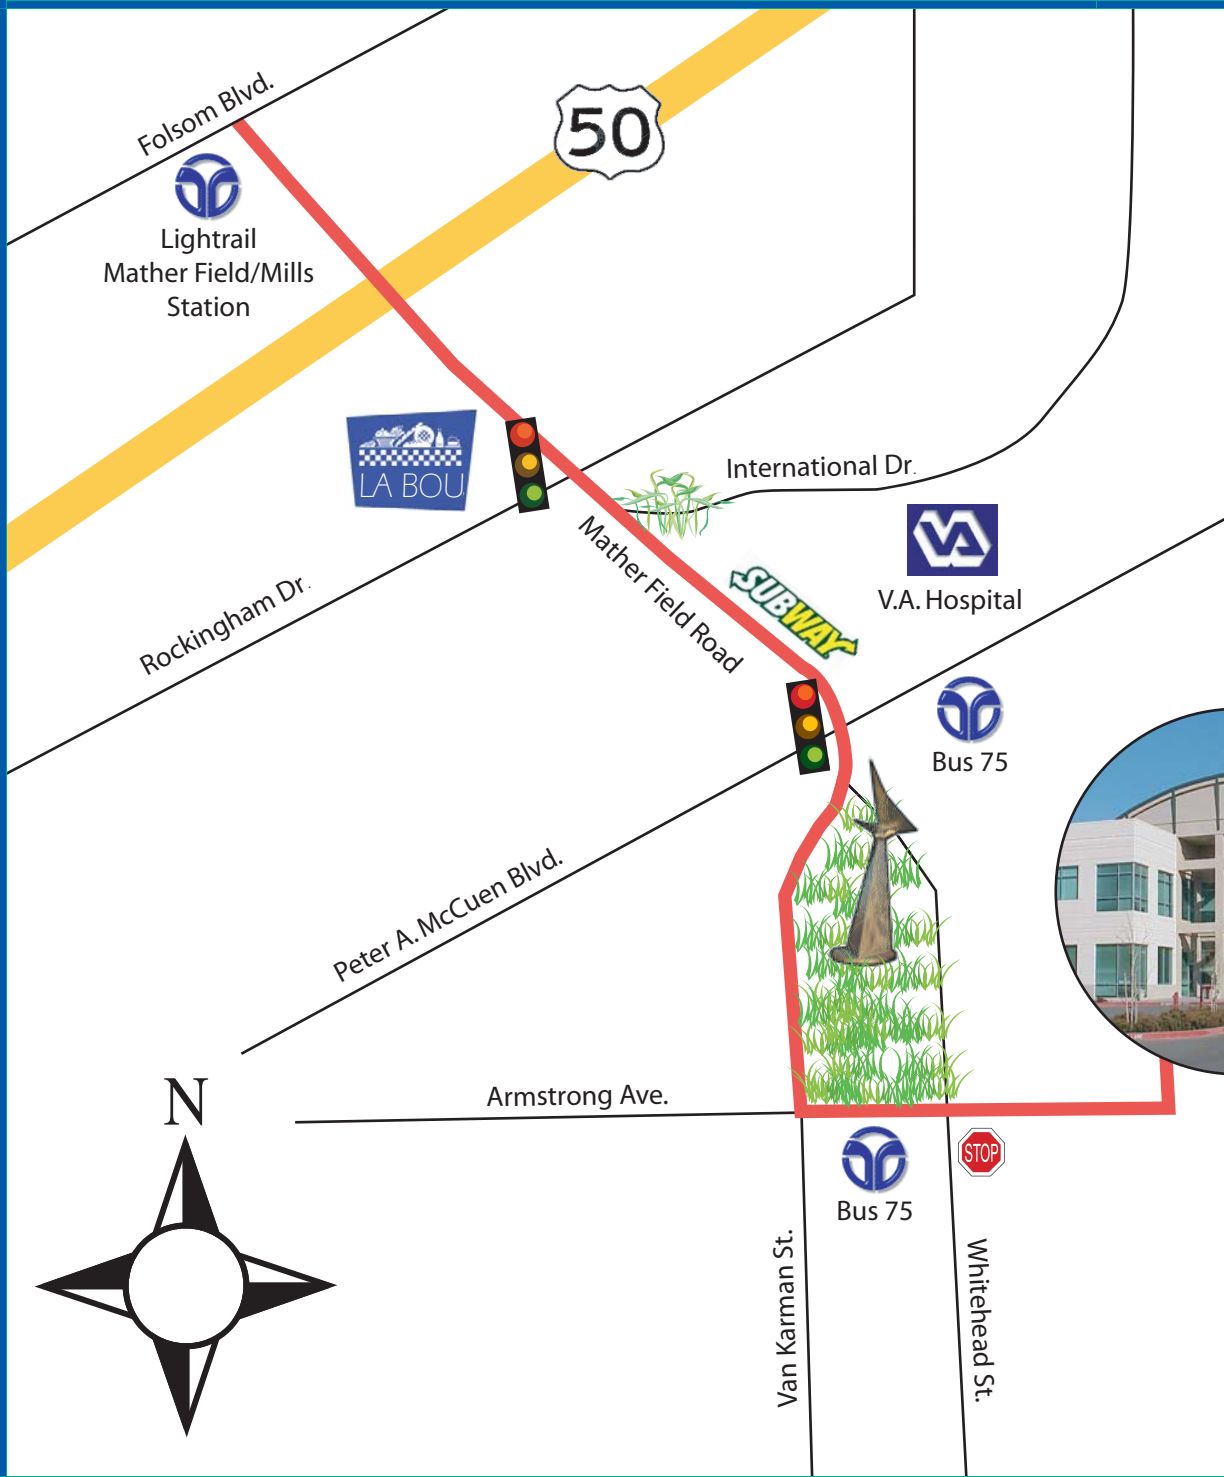 Folsom Blvd.
50
Lightrail
Mather Field/Mills
Station
LA BOU
International Dr.
Mather Field Road
SUBWAY
VA
V.A. Hospital
Rockingham Dr.
Bus 75
Peter A. McCuen Blvd.
N
Armstrong Ave.
STOP
Bus 75
Van Karman St.
Whitehead St.